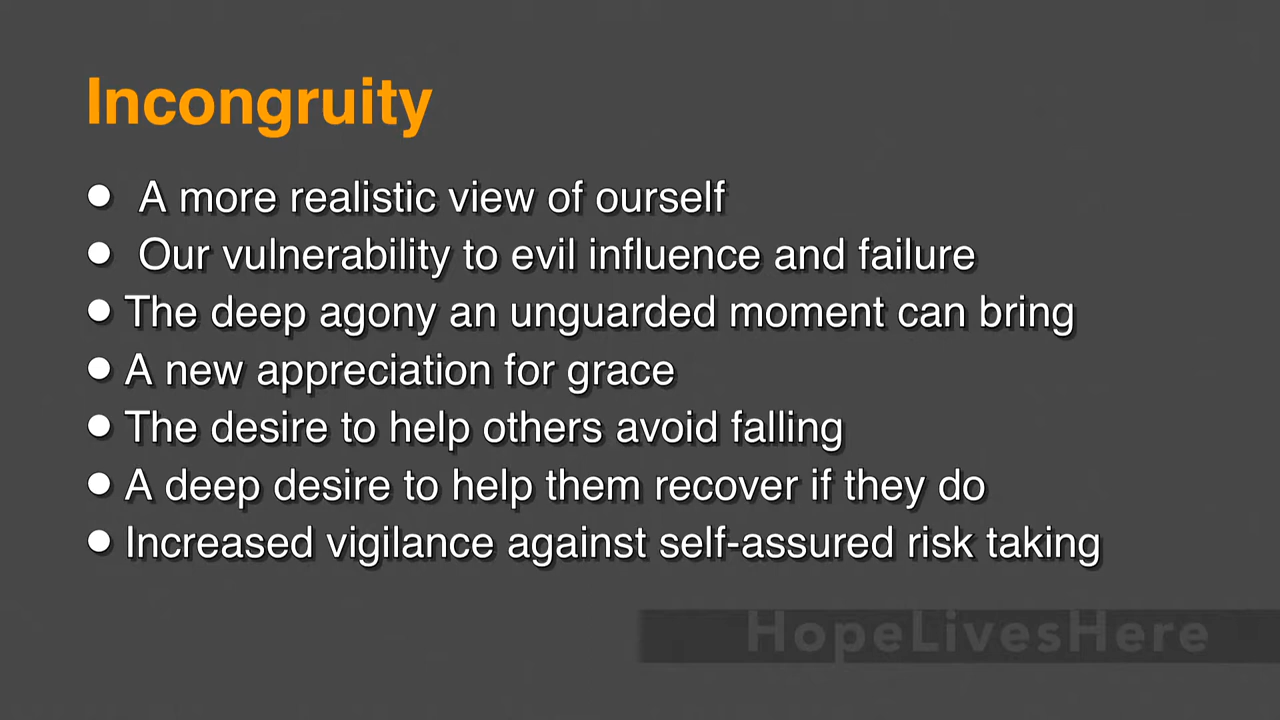 Incongruity
● A more realistic view of ourself
● Our vulnerability to evil influence and failure
● The deep agony an unguarded moment can bring
● A new appreciation for grace
● The desire to help others avoid falling
● A deep desire to help them recover if they do
● Increased vigilance against self-assured risk taking
HopeLivesHere